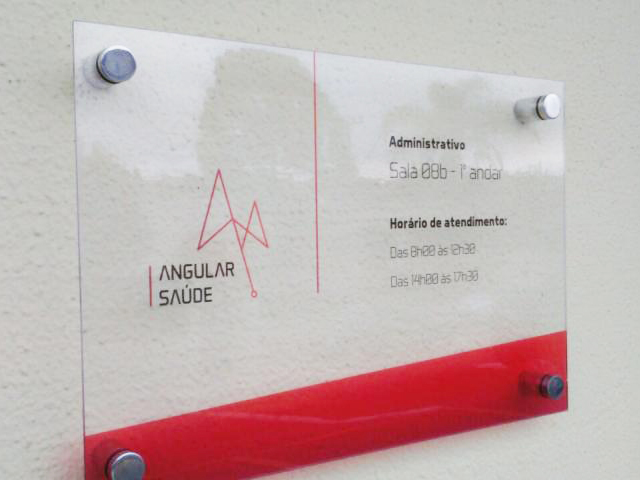 ANGULAR
SAÚDE
Administrativo
Sala 08b - 1º andar
Horário de atendimento:
Das 8h00 às 12h30
Das 14h00 às 17h30